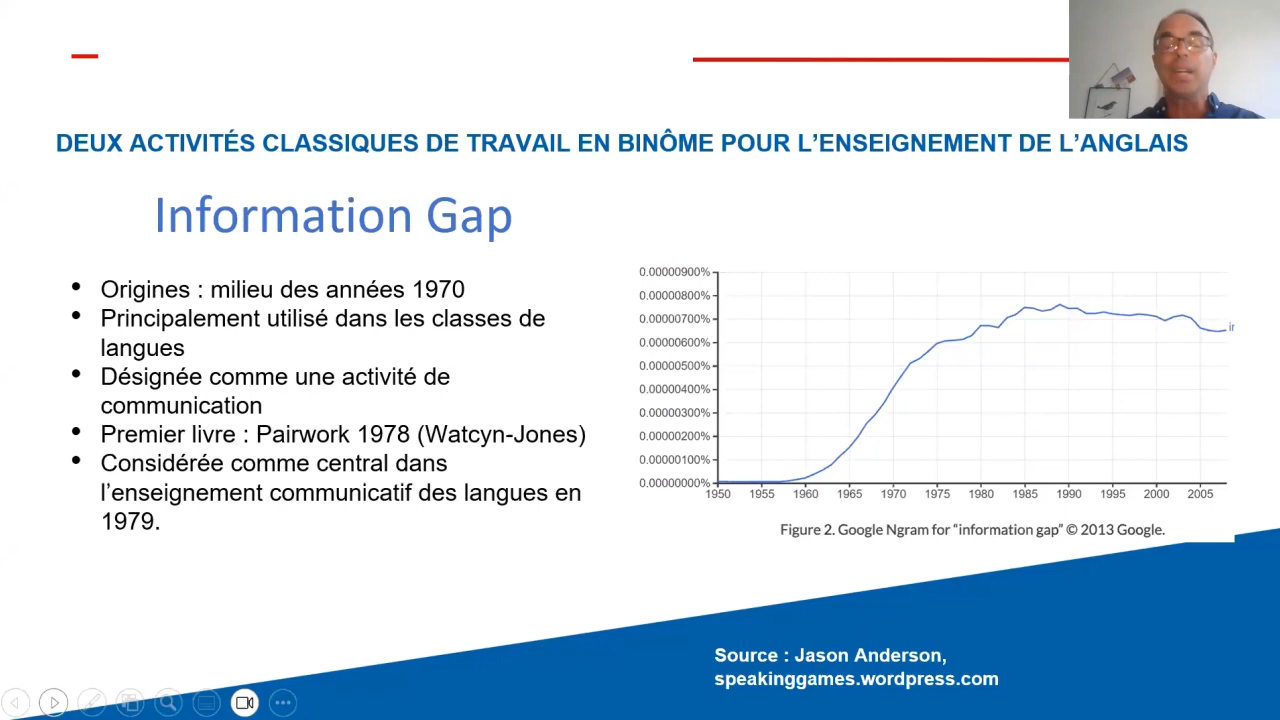 DEUX ACTIVITÉS CLASSIQUES DE TRAVAIL EN BINÔME POUR L’ENSEIGNEMENT DE L’ANGLAIS
Information Gap
• Origines : milieu des années 1970
• Principalement utilisé dans les classes de
langues
• Désignée comme une activité de
communication
• Premier livre : Pairwork 1978 (Watcyn-Jones)
• Considérée comme central dans
l’enseignement communicatif des langues en
1979.
0.00000900%
0.00000800%
0.00000700%
0.00000600%
0.00000500%
0.00000400%
0.00000300%
0.00000200%
0.00000100%
0.00000000%
1950 1955 1960 1965 1970 1975 1980 1985 1990 1995 2000 2005
Figure 2. Google Ngram for “information gap” © 2013 Google.
Source : Jason Anderson,
speakinggames.wordpress.com